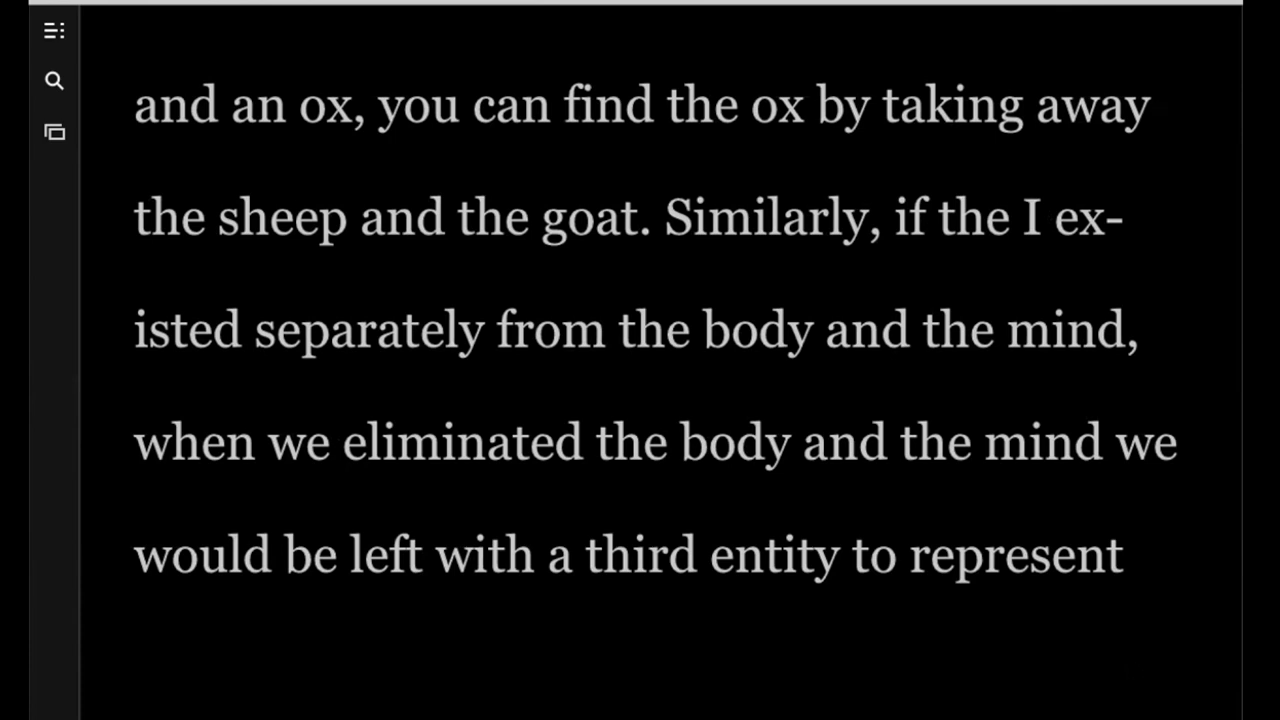 and an ox, you can find the ox by taking away
the sheep and the goat. Similarly, if the I ex-
isted separately from the body and the mind,
when we eliminated the body and the mind we
would be left with a third entity to represent